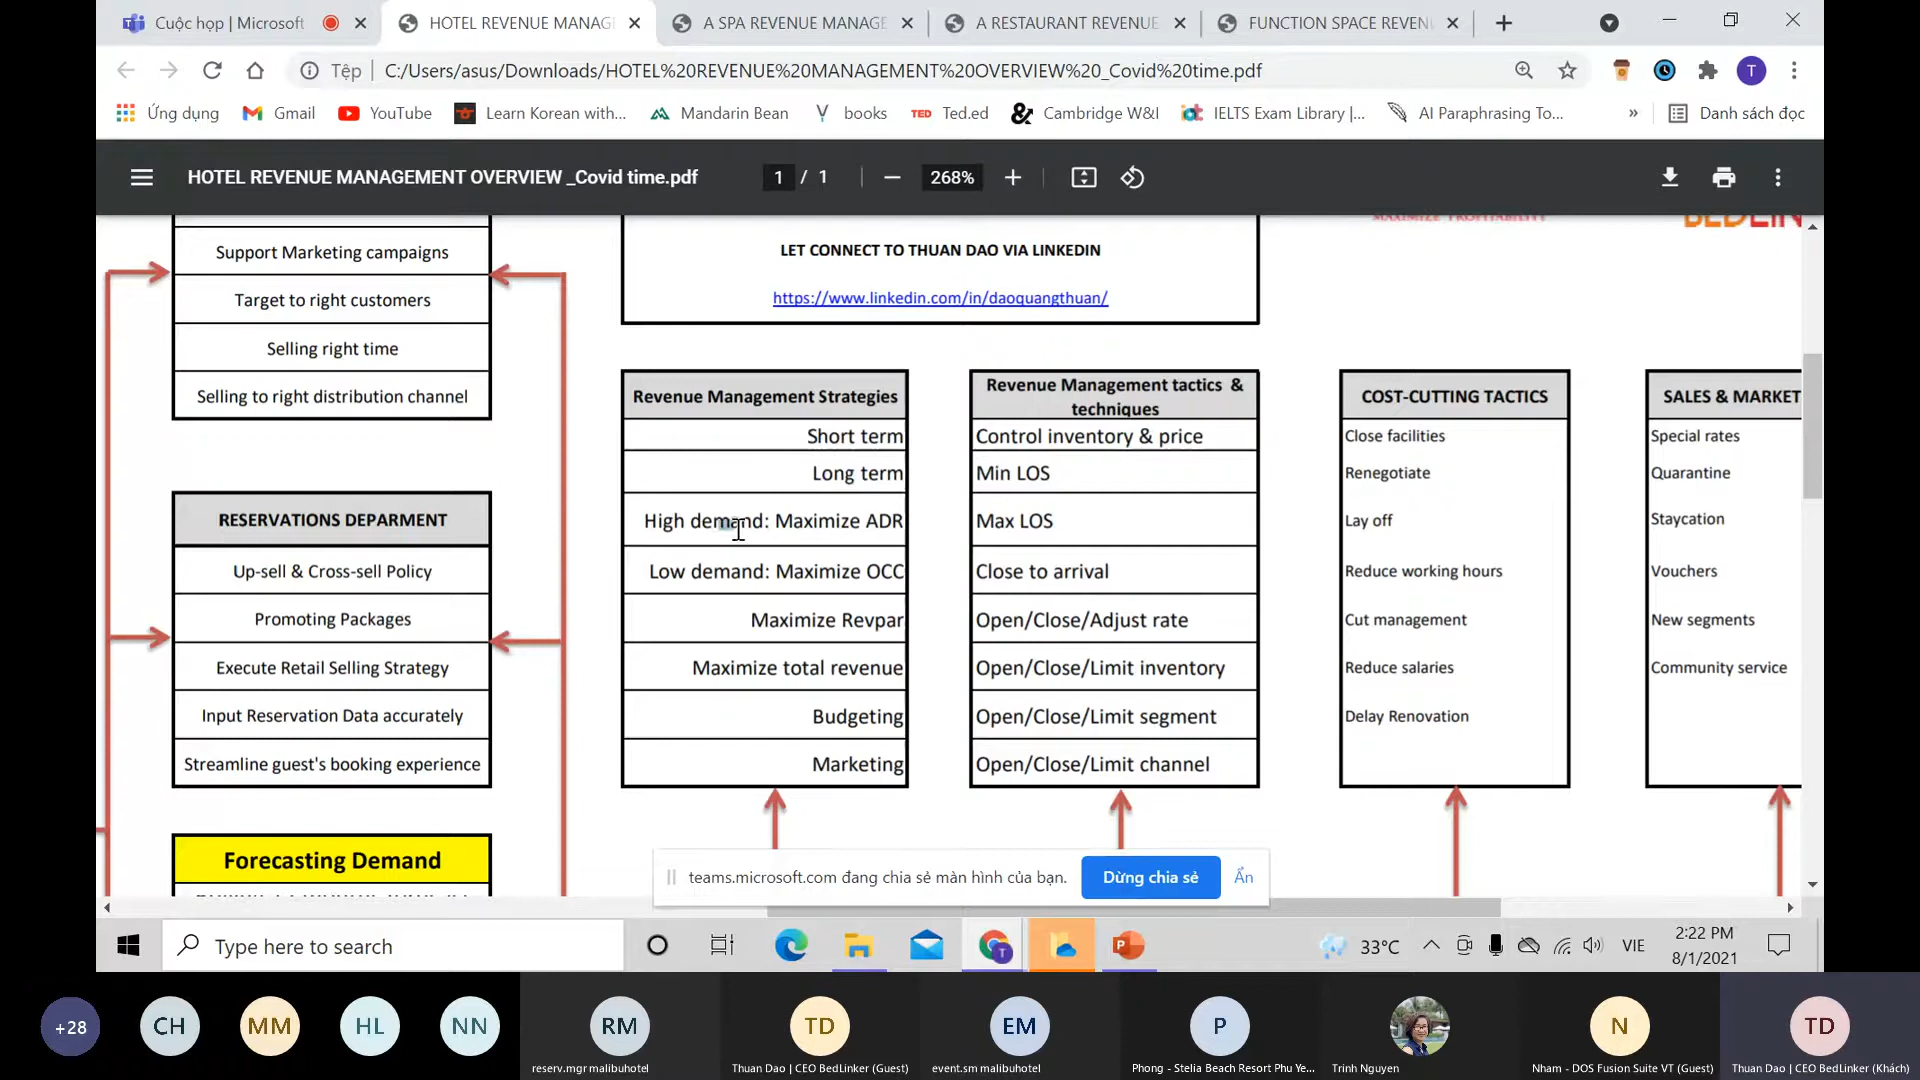 Cuộc họp | Microsoft
HOTEL REVENUE MANAG
A SPA REVENUE MANAGE
A RESTAURANT REVENUE
FUNCTION SPACE REVEN
Tệp
C:/Users/asus/Downloads/HOTEL%20REVENUE%20MANAGEMENT%20OVERVIEW%20_Covid%20time.pdf
T
Ứng dụng
Gmail
YouTube
Learn Korean with...
Mandarin Bean
books
TED Ted.ed
Cambridge W&I
IELTS Exam Library |...
AI Paraphrasing To...
»
Danh sách đọc
HOTEL REVENUE MANAGEMENT OVERVIEW _Covid time.pdf
1 / 1
268%
MAXIMIZE PROFITABILITY
BEDLIN
Support Marketing campaigns
Target to right customers
Selling right time
Selling to right distribution channel
LET CONNECT TO THUAN DAO VIA LINKEDIN
https://www.linkedin.com/in/daoquangthuan/
RESERVATIONS DEPARMENT
Up-sell & Cross-sell Policy
Promoting Packages
Execute Retail Selling Strategy
Input Reservation Data accurately
Streamline guest's booking experience
Forecasting Demand
Revenue Management Strategies
Short term
Long term
High demand: Maximize ADR
Low demand: Maximize OCC
Maximize Revpar
Maximize total revenue
Budgeting
Marketing
Revenue Management tactics &
techniques
Control inventory & price
Min LOS
Max LOS
Close to arrival
Open/Close/Adjust rate
Open/Close/Limit inventory
Open/Close/Limit segment
Open/Close/Limit channel
COST-CUTTING TACTICS
Close facilities
Renegotiate
Lay off
Reduce working hours
Cut management
Reduce salaries
Delay Renovation
SALES & MARKET
Special rates
Quarantine
Staycation
Vouchers
New segments
Community service
teams.microsoft.com đang chia sẻ màn hình của bạn.
Dừng chia sẻ
Ẩn
Type here to search
33°C
VIE
2:22 PM
8/1/2021
+28
CH
MM
HL
NN
RM
reserv.mgr malibuhotel
TD
Thuan Dao | CEO BedLinker (Guest)
EM
event.sm malibuhotel
P
Phong - Stelia Beach Resort Phu Ye...
Trinh Nguyen
N
Nham - DOS Fusion Suite VT (Guest)
TD
Thuan Dao | CEO BedLinker (Khách)